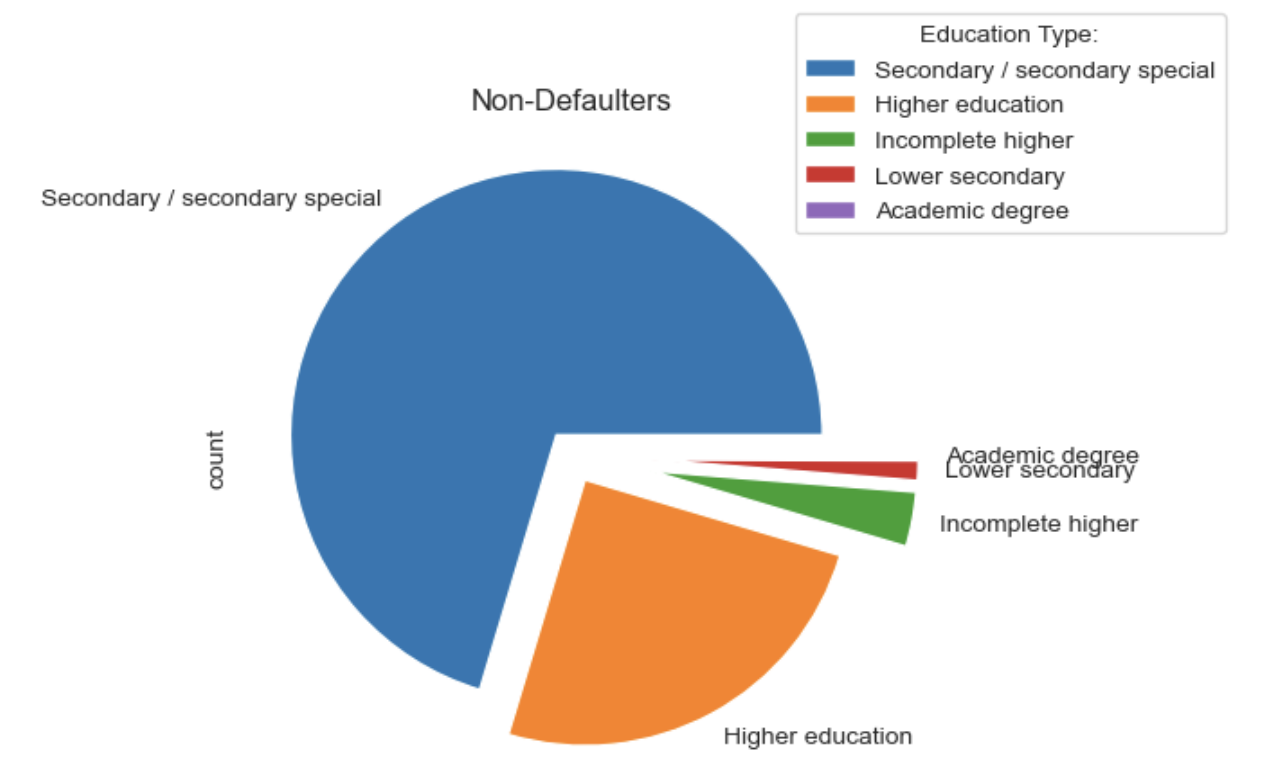 Education Type:
Secondary / secondary special
Higher education
Incomplete higher
Lower secondary
Academic degree
Non-Defaulters
Secondary / secondary special
count
Academic degree
Lower secondary
Incomplete higher
Higher education